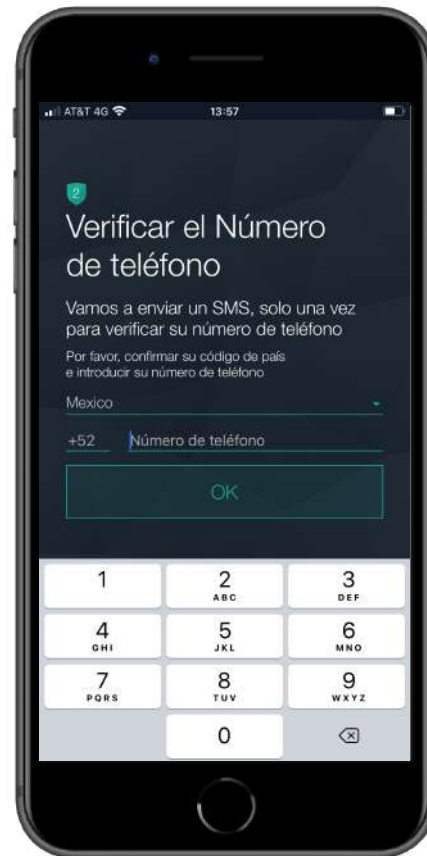 AT&T 4G 13:57
2
Verificar el Número
de teléfono
Vamos a enviar un SMS, solo una vez
para verificar su número de teléfono
Por favor, confirmar su código de país
e introducir su número de teléfono
Mexico
+52 Número de teléfono
OK
1 2 3
ABC DEF
4 5 6
GHI JKL MNO
7 8 9
PQRS TUV WXYZ
0